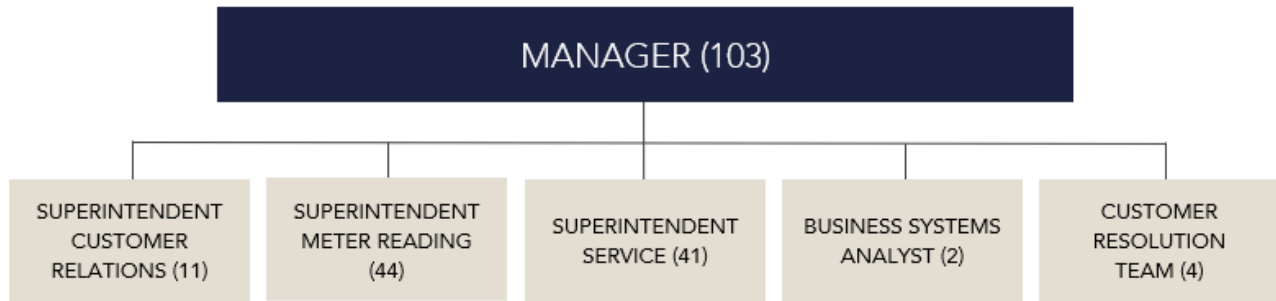 MANAGER (103)
SUPERINTENDENT
CUSTOMER
RELATIONS (11)
SUPERINTENDENT
METER READING
(44)
SUPERINTENDENT
SERVICE (41)
BUSINESS SYSTEMS
ANALYST (2)
CUSTOMER
RESOLUTION
TEAM (4)